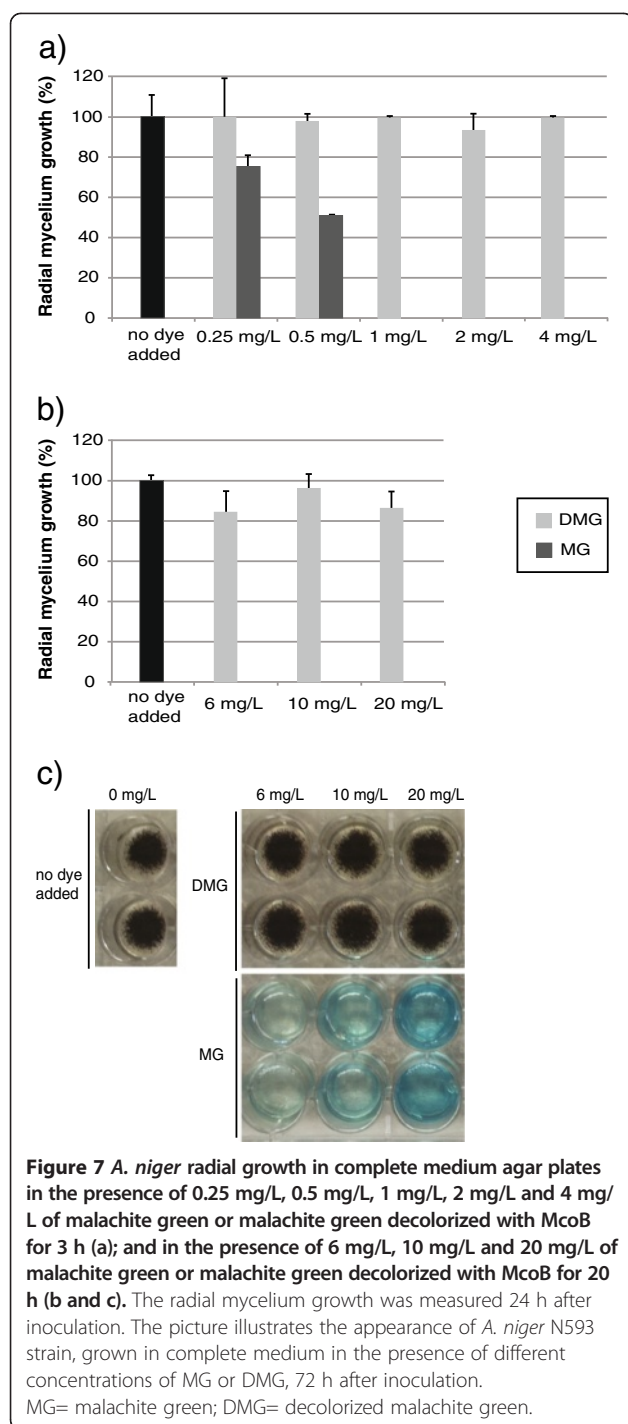 a)
Radial mycelium growth (%)
120
100
80
60
40
20
0
no dye
added
0.25 mg/L
0.5 mg/L
1 mg/L
2 mg/L
4 mg/L
b)
Radial mycelium growth (%)
120
100
80
60
40
20
0
no dye
added
6 mg/L
10 mg/L
20 mg/L
DMG
MG
c)
0 mg/L
6 mg/L
10 mg/L
20 mg/L
no dye
added
DMG
MG
Figure 7 A. niger radial growth in complete medium agar plates
in the presence of 0.25 mg/L, 0.5 mg/L, 1 mg/L, 2 mg/L and 4 mg/
L of malachite green or malachite green decolorized with McoB
for 3 h (a); and in the presence of 6 mg/L, 10 mg/L and 20 mg/L of
malachite green or malachite green decolorized with McoB for 20
h (b and c). The radial mycelium growth was measured 24 h after
inoculation. The picture illustrates the appearance of A. niger N593
strain, grown in complete medium in the presence of different
concentrations of MG or DMG, 72 h after inoculation.
MG= malachite green; DMG= decolorized malachite green.